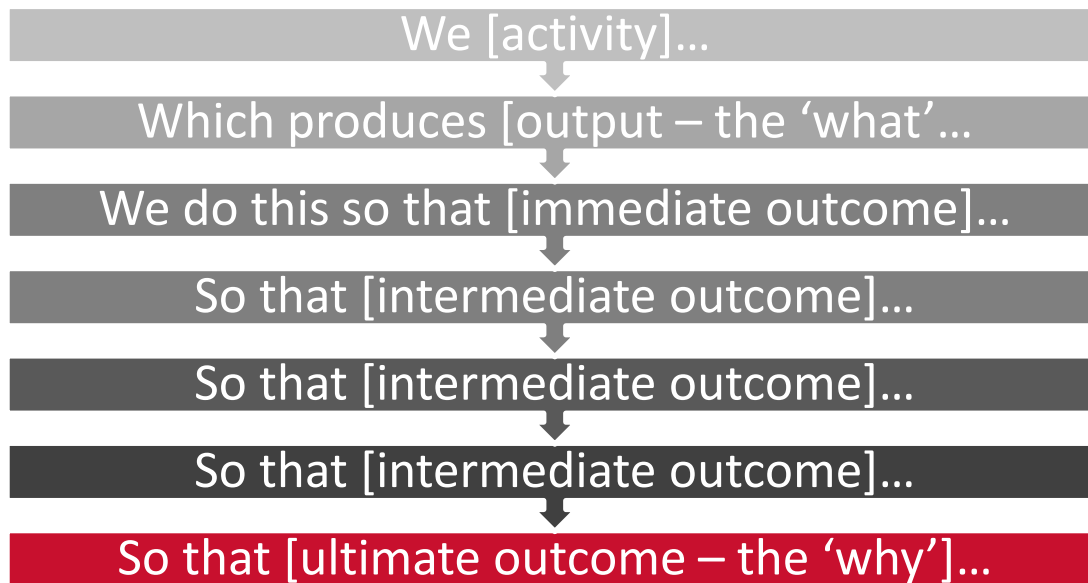 We [activity]…
Which produces [output – the ‘what’…
We do this so that [immediate outcome]…
So that [intermediate outcome]…
So that [intermediate outcome]…
So that [intermediate outcome]…
So that [ultimate outcome – the ‘why’]…